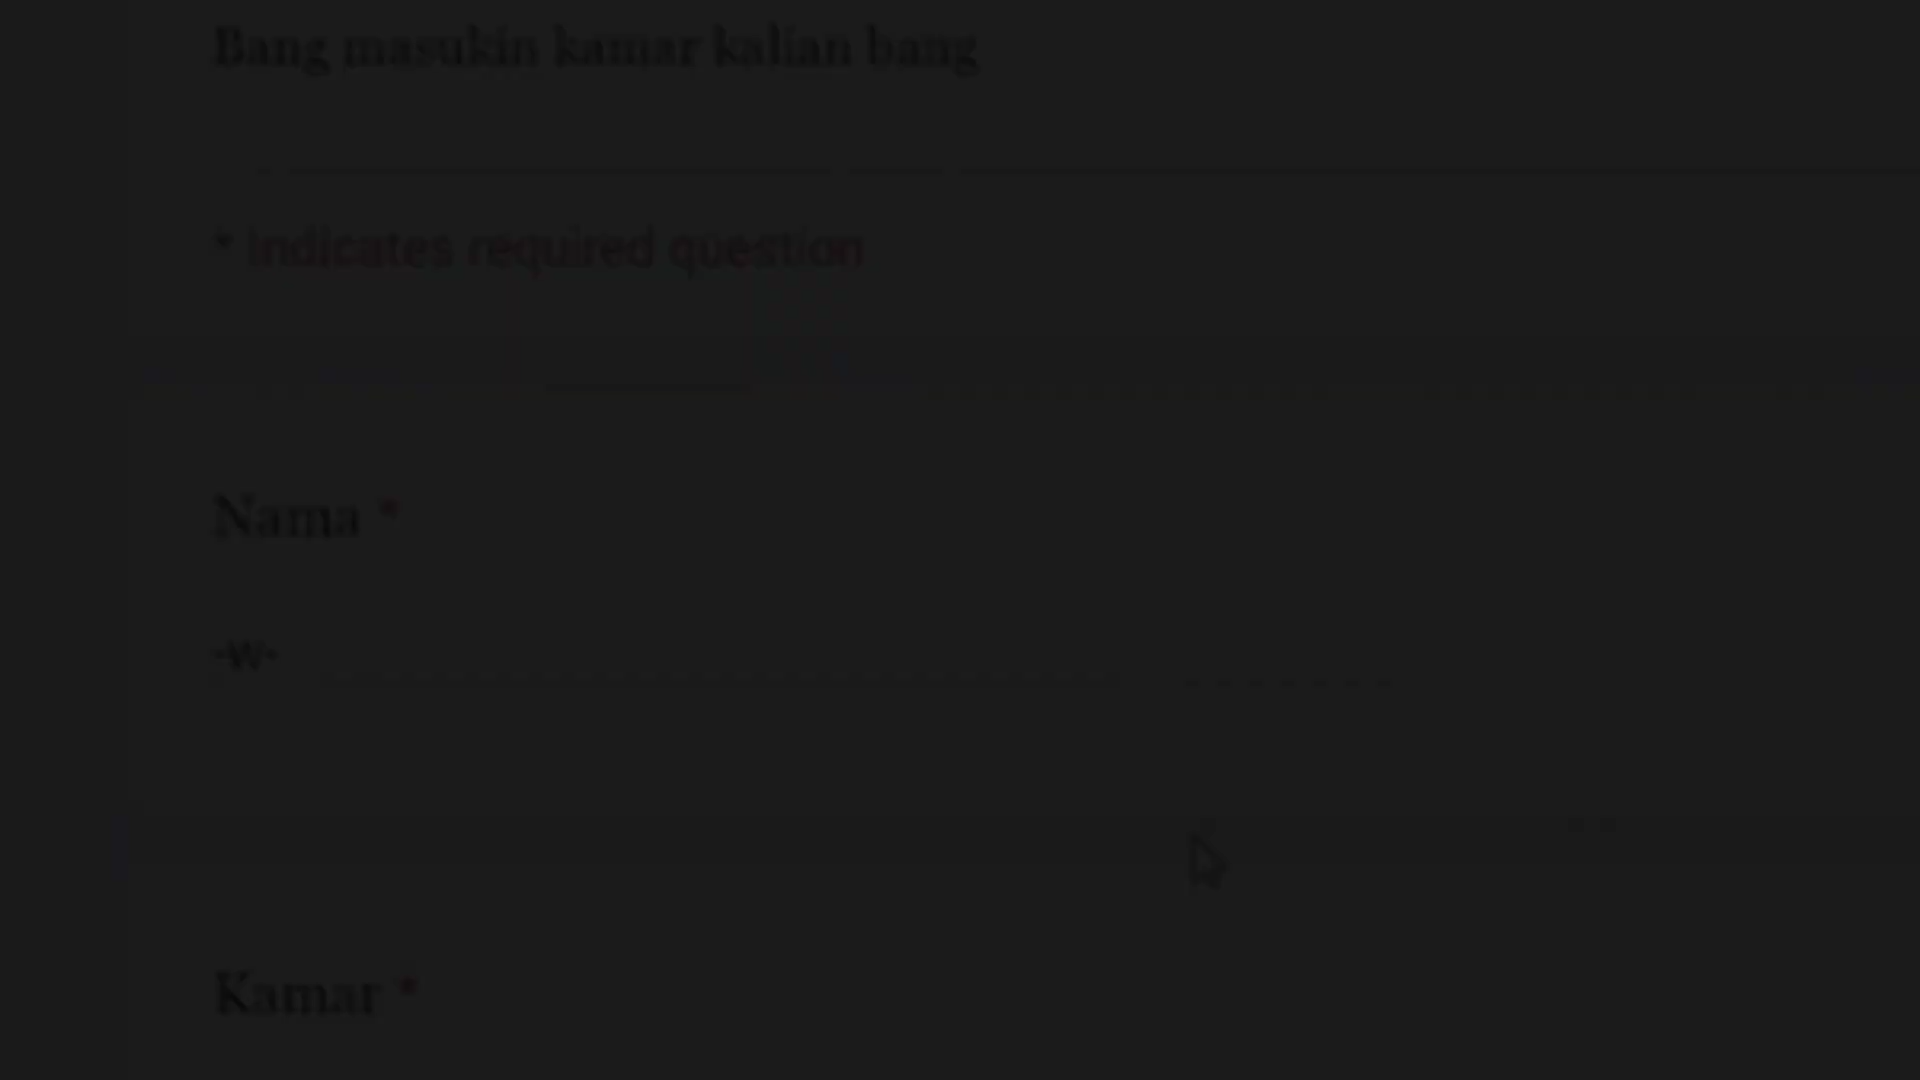 Bang masukin kamar kalian bang
* Indicates required question
Nama *
-w-
Kamar *